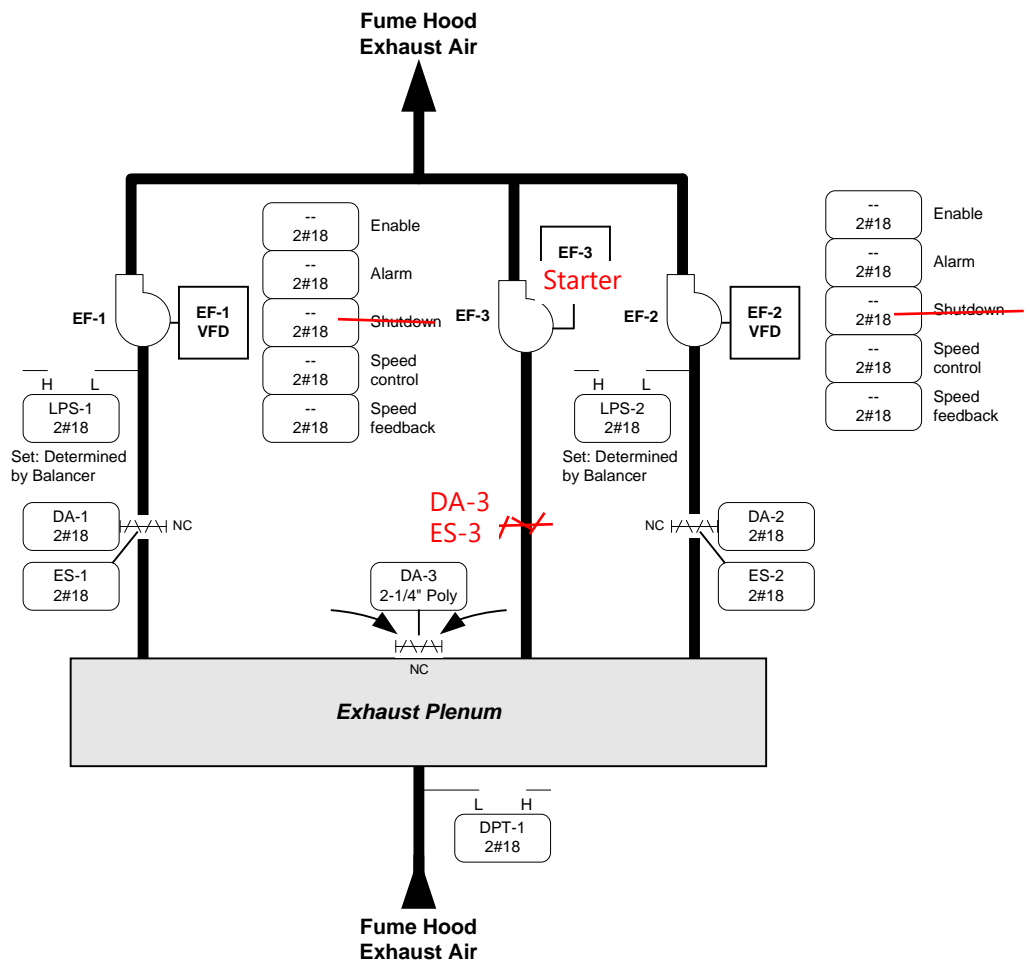 Fume Hood
Exhaust Air
--
2#18
Enable
--
2#18
Alarm
--
2#18
Shutdown
--
2#18
Speed
control
--
2#18
Speed
feedback
EF-1
EF-1
VFD
EF-3
Starter
EF-3
EF-2
EF-2
VFD
--
2#18
Enable
--
2#18
Alarm
--
2#18
Shutdown
--
2#18
Speed
control
--
2#18
Speed
feedback
H L
LPS-1
2#18
Set: Determined
by Balancer
H L
LPS-2
2#18
Set: Determined
by Balancer
DA-1
2#18
NC
ES-1
2#18
DA-3
ES-3
NC
DA-2
2#18
ES-2
2#18
DA-3
2-1/4" Poly
NC
Exhaust Plenum
L H
DPT-1
2#18
Fume Hood
Exhaust Air